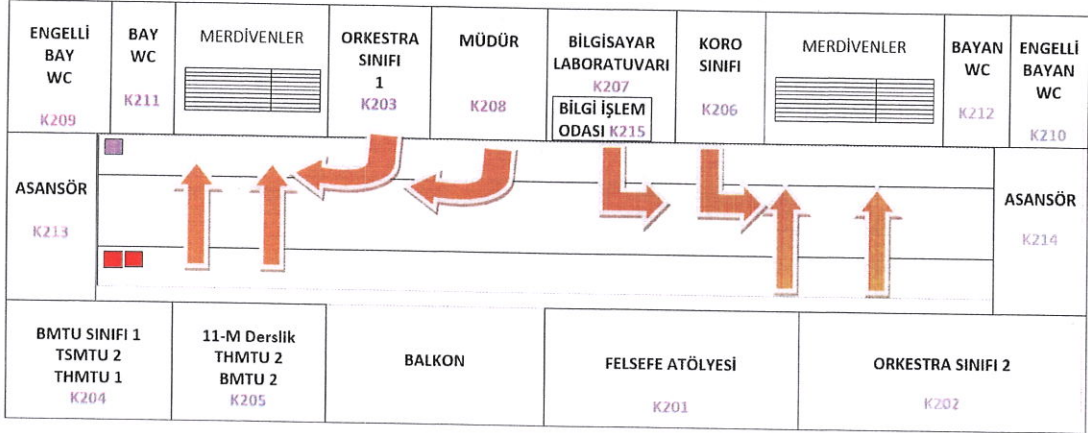 ENGELLİ
BAY
WC
K209
BAY
WC
K211
MERDİVENLER
ORKESTRA
SINIFI
1
K203
MÜDÜR
K208
BİLGİSAYAR
LABORATUVARI
K207
BİLGİ İŞLEM
ODASI K215
KORO
SINIFI
K206
MERDİVENLER
BAYAN
WC
K212
ENGELLİ
BAYAN
WC
K210
ASANSÖR
K213
ASANSÖR
K214
BMTU SINIFI 1
TSMTU 2
THMTU 1
K204
11-M Derslik
THMTU 2
BMTU 2
K205
BALKON
FELSEFE ATÖLYESİ
K201
ORKESTRA SINIFI 2
K202